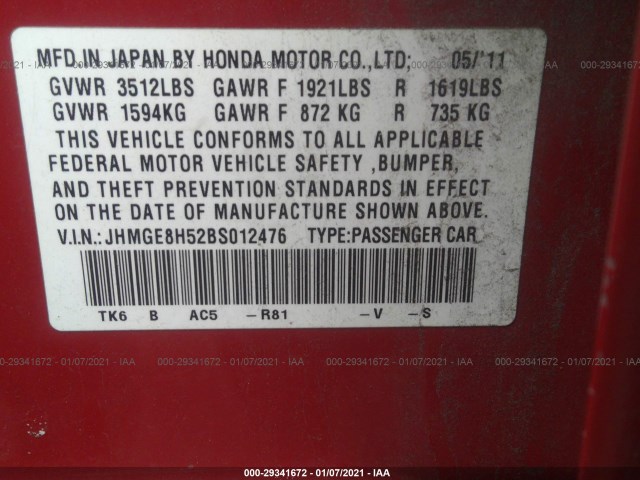 MFD IN JAPAN BY HONDA MOTOR CO.,LTD; 05/'11
GVWR 3512LBS GAWR F 1921LBS R 1619LBS
GVWR 1594KG GAWR F 872 KG R 735 KG
THIS VEHICLE CONFORMS TO ALL APPLICABLE
FEDERAL MOTOR VEHICLE SAFETY ,BUMPER,
AND THEFT PREVENTION STANDARDS IN EFFECT
ON THE DATE OF MANUFACTURE SHOWN ABOVE.
V.I.N.: JHMGE8H52BS012476 TYPE:PASSENGER CAR
TK6 B AC5 –R81 –V –S
000-29341672 - 01/07/2021 - IAA